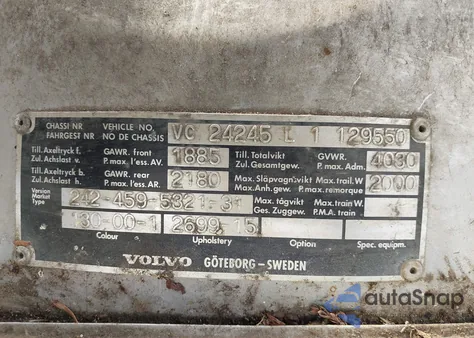 CHASSI NR VEHICLE NO. VC 24245 L 1 129550
FAHRGEST NR NO DE CHASSIS
Till. Axeltryck f. GAWR. front 1885 Till. Totalvikt GVWR. 4030
Zul. Achslast v. P. max. l'ess. AV. Zul. Gesamtgew. P. max. Adm.
Till. Axeltryck b. GAWR. rear 2180 Max. Släpvagnsvikt Max. trail. W 2000
Zul. Achslast h. P. max. l'ess. AR. Max. Anh. gew. P. max. remorque
Version Market Type 242-459-5321-31 Max. tågvikt Max. train W
Ges. Zuggew. P.M.A. train
130-00-1 2699 15
Colour Upholstery Option Spec. equipm.
VOLVO GÖTEBORG-SWEDEN
autaSnap